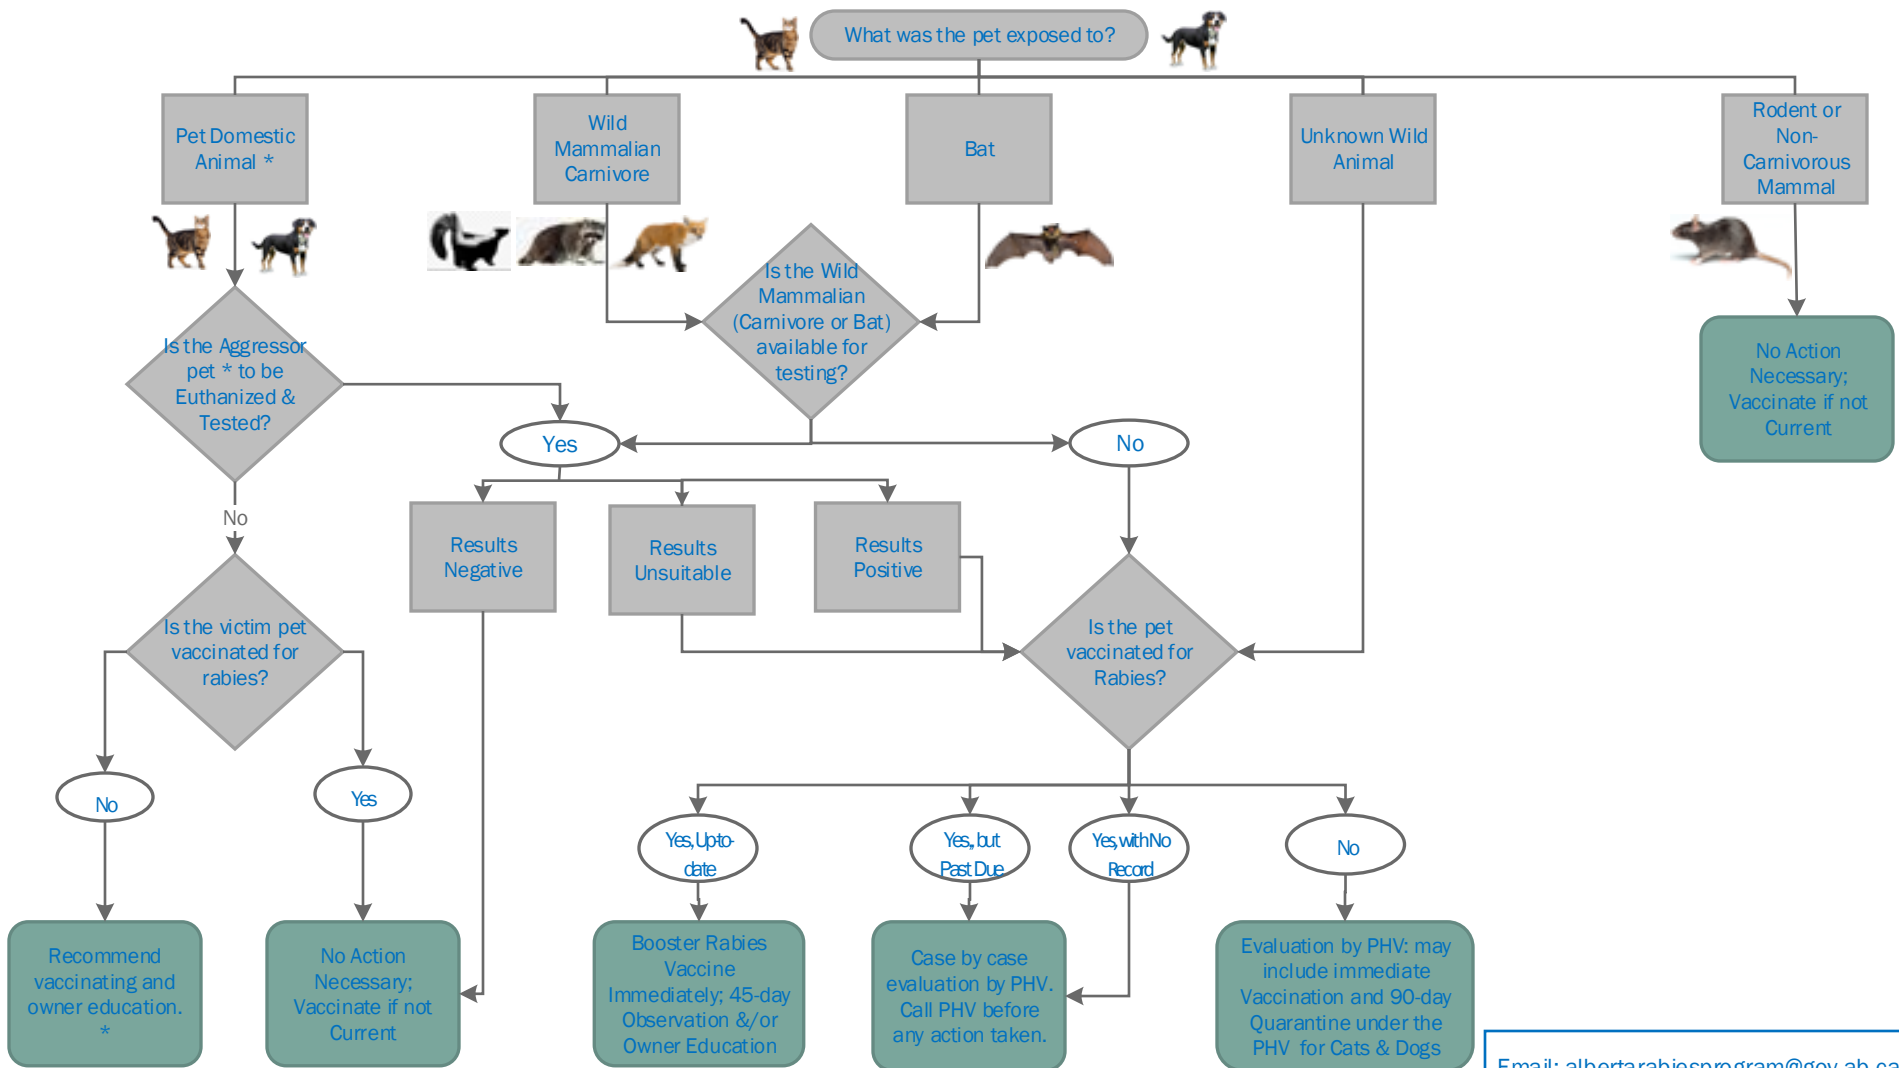 What was the pet exposed to?
Pet Domestic
Animal *
Wild
Mammalian
Carnivore
Bat
Unknown Wild
Animal
Rodent or
Non-
Carnivorous
Mammal
Is the Wild
Mammalian
(Carnivore or Bat)
available for
testing?
Is the Aggressor
pet * to be
Euthanized &
Tested?
No Action
Necessary;
Vaccinate if not
Current
Yes
No
No
Results
Negative
Results
Unsuitable
Results
Positive
Is the victim pet
vaccinated for
rabies?
Is the pet
vaccinated for
Rabies?
No
Yes
Yes, Up-to-
date
Yes,, but
Past Due
Yes, with No
Record
No
Recommend
vaccinating and
owner education.
*
No Action
Necessary;
Vaccinate if not
Current
Booster Rabies
Vaccine
Immediately; 45-day
Observation &/or
Owner Education
Case by case
evaluation by PHV.
Call PHV before
any action taken.
Evaluation by PHV: may
include immediate
Vaccination and 90-day
Quarantine under the
PHV for Cats & Dogs
Email: albertarabiesprogram@gov.ab.ca